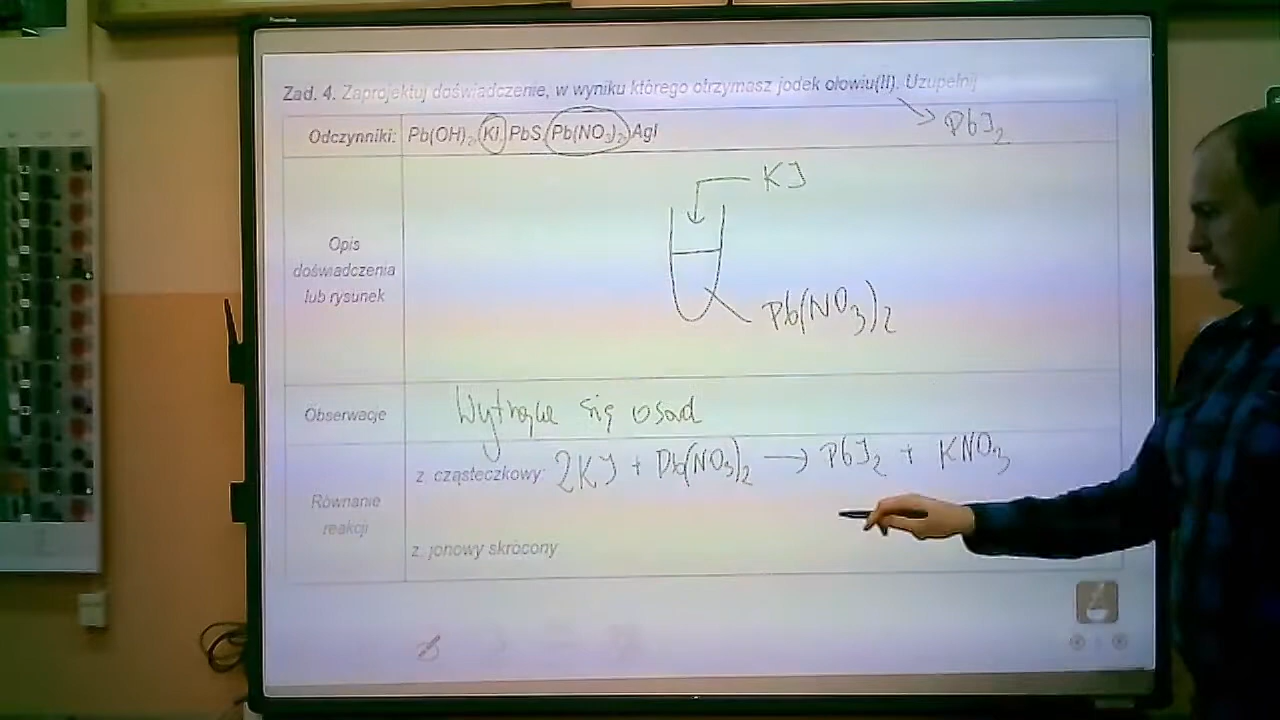 Zad. 4. Zaprojektuj doświadczenie, w wyniku którego otrzymasz jodek ołowiu(II). Uzupełnij
PbJ₂
Odczynniki: Pb(OH)₂ KI PbS Pb(NO₃)₂ AgI
KJ
Opis
doświadczenia
lub rysunek
Pb(NO₃)₂
Obserwacje
Wytrąca się osad
z. cząsteczkowy: 2KJ + Pb(NO₃)₂ → PbJ₂ + KNO₃
Równanie
reakcji
z. jonowy skrócony